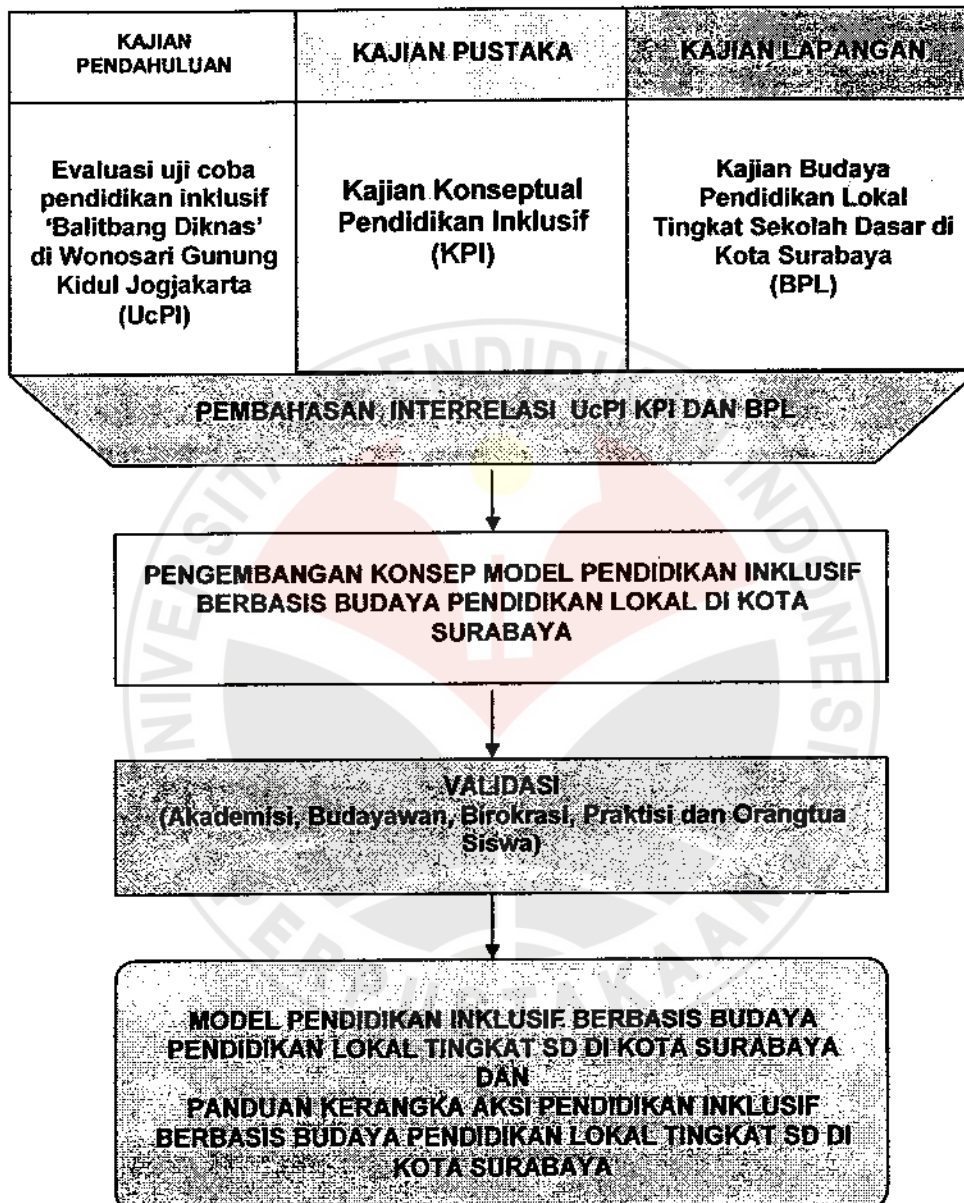 KAJIAN
PENDAHULUAN
KAJIAN PUSTAKA
KAJIAN LAPANGAN
Evaluasi uji coba
pendidikan inklusif
‘Balitbang Diknas’
di Wonosari Gunung
Kidul Jogjakarta
(UcPI)
Kajian Konseptual
Pendidikan Inklusif
(KPI)
Kajian Budaya
Pendidikan Lokal
Tingkat Sekolah Dasar di
Kota Surabaya
(BPL)
PEMBAHASAN INTERRELASI UcPI KPI DAN BPL
PENGEMBANGAN KONSEP MODEL PENDIDIKAN INKLUSIF
BERBASIS BUDAYA PENDIDIKAN LOKAL DI KOTA
SURABAYA
VALIDASI
(Akademisi, Budayawan, Birokrasi, Praktisi dan Orangtua
Siswa)
MODEL PENDIDIKAN INKLUSIF BERBASIS BUDAYA
PENDIDIKAN LOKAL TINGKAT SD DI KOTA SURABAYA
DAN
PANDUAN KERANGKA AKSI PENDIDIKAN INKLUSIF
BERBASIS BUDAYA PENDIDIKAN LOKAL TINGKAT SD DI
KOTA SURABAYA
UNIVERSITAS PENDIDIKAN INDONESIA
PERPUSTAKAAN